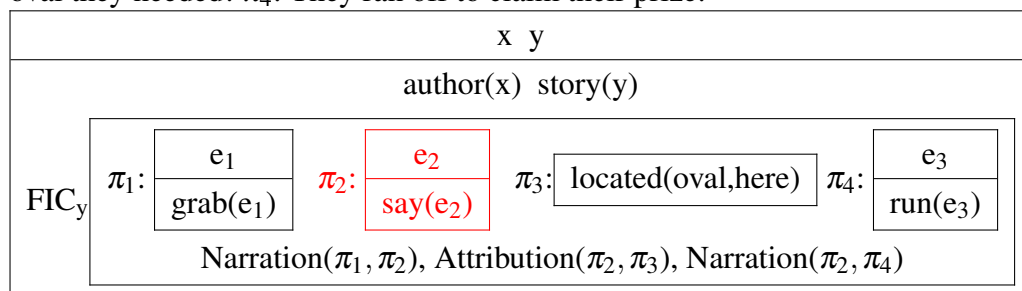 oval they needed. π4: They ran off to claim their prize.
x y
author(x) story(y)
e1 e2 e3
π1: π2: π3: located(oval,here) π4:
FICy
grab(e1) say(e2) run(e3)
Narration(π1,π2), Attribution(π2,π3), Narration(π2,π4)